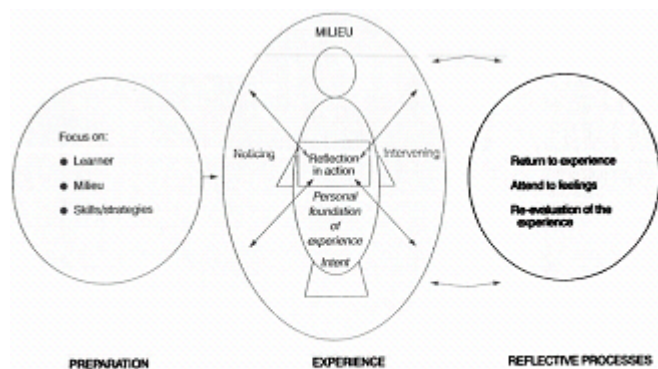 MILIEU
Focus on:
Learner
Milieu
Skills/strategies
Noticing
Intervening
Reflection
in action
Personal
foundation
of
experience
Intent
Return to experience
Attend to feelings
Re-evaluation of the
experience
PREPARATION
EXPERIENCE
REFLECTIVE PROCESSES